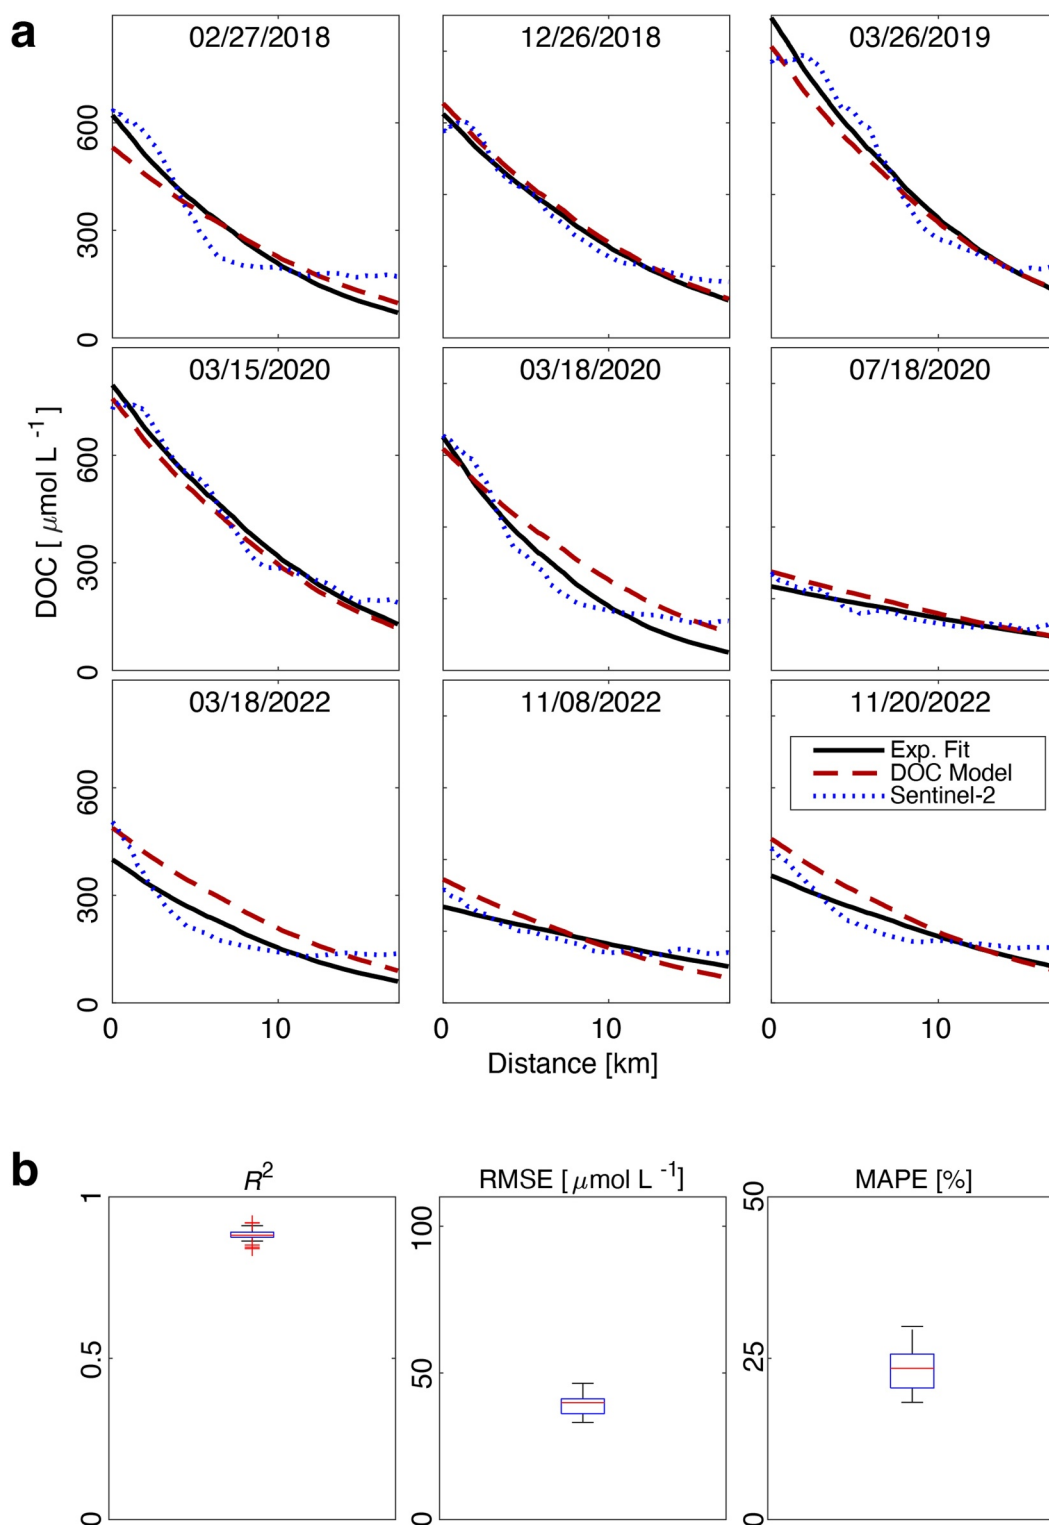 a
02/27/2018
12/26/2018
03/26/2019
600
300
0
03/15/2020
03/18/2020
07/18/2020
DOC [ μmol L -1 ]
600
300
0
03/18/2022
11/08/2022
11/20/2022
Exp. Fit
DOC Model
Sentinel-2
600
300
0
0 10 0 10 0 10
Distance [km]
b
R2
RMSE [ μmol L -1]
MAPE [%]
1
0.5
0
100
50
0
50
25
0